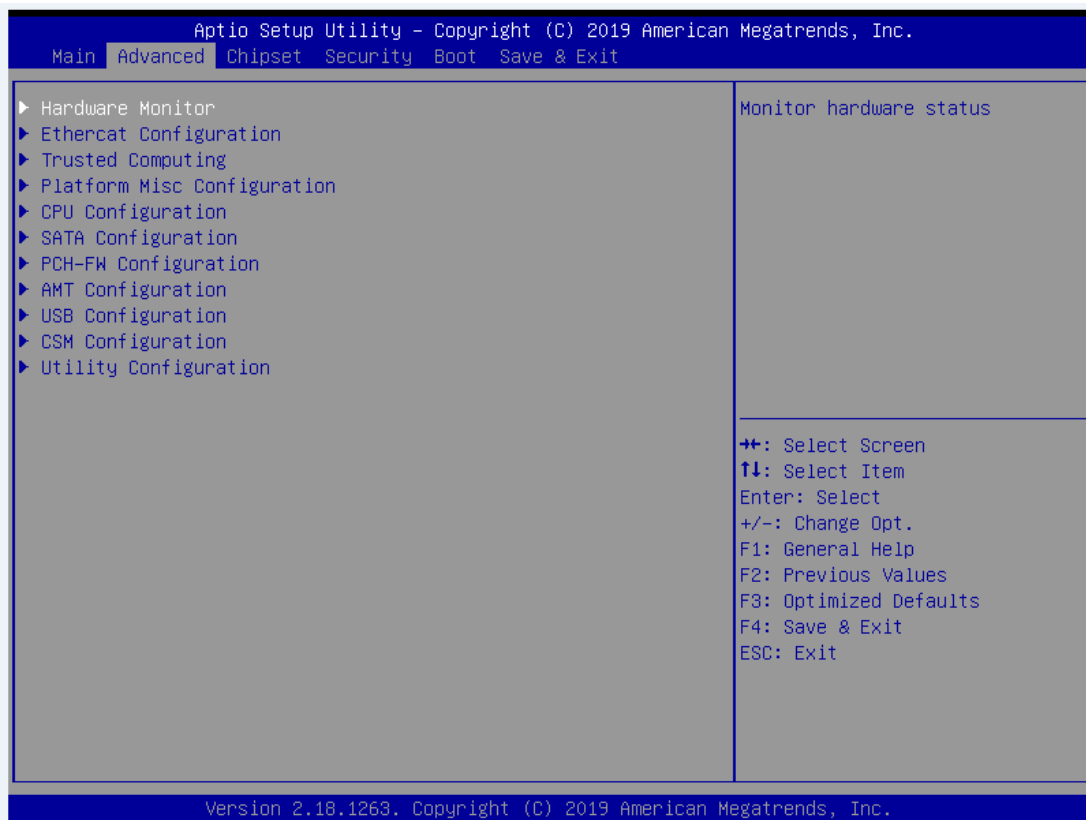 Aptio Setup Utility – Copyright (C) 2019 American Megatrends, Inc.
Main Advanced Chipset Security Boot Save & Exit
▶ Hardware Monitor
▶ Ethercat Configuration
▶ Trusted Computing
▶ Platform Misc Configuration
▶ CPU Configuration
▶ SATA Configuration
▶ PCH-FW Configuration
▶ AMT Configuration
▶ USB Configuration
▶ CSM Configuration
▶ Utility Configuration
Monitor hardware status
→←: Select Screen
↑↓: Select Item
Enter: Select
+/-: Change Opt.
F1: General Help
F2: Previous Values
F3: Optimized Defaults
F4: Save & Exit
ESC: Exit
Version 2.18.1263. Copyright (C) 2019 American Megatrends, Inc.